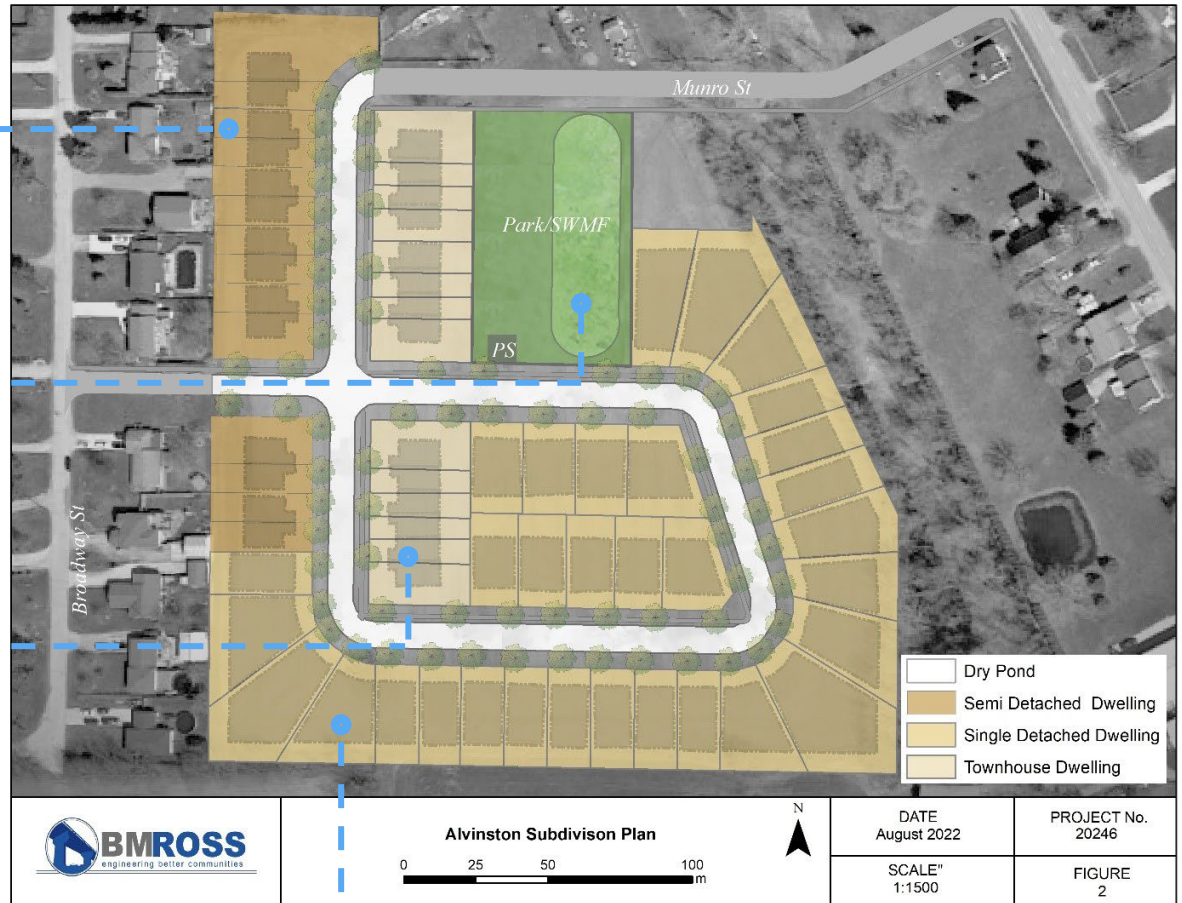 Munro St
Park/SWMF
PS
Broadway St
Dry Pond
Semi Detached  Dwelling
Single Detached Dwelling
Townhouse Dwelling
BMROSS
engineering better communities
Alvinston Subdivison Plan
0 25 50 100
m
N
DATE
August 2022
PROJECT No.
20246
SCALE"
1:1500
FIGURE
2